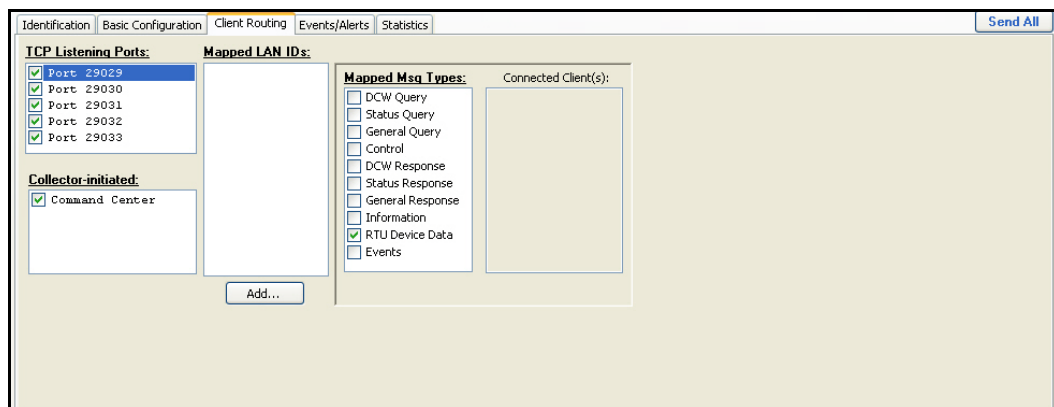 Identification
Basic Configuration
Client Routing
Events/Alerts
Statistics
Send All
TCP Listening Ports:
Port 29029
Port 29030
Port 29031
Port 29032
Port 29033
Collector-initiated:
Command Center
Mapped LAN IDs:
Add...
Mapped Msg Types:
DCW Query
Status Query
General Query
Control
DCW Response
Status Response
General Response
Information
RTU Device Data
Events
Connected Client(s):